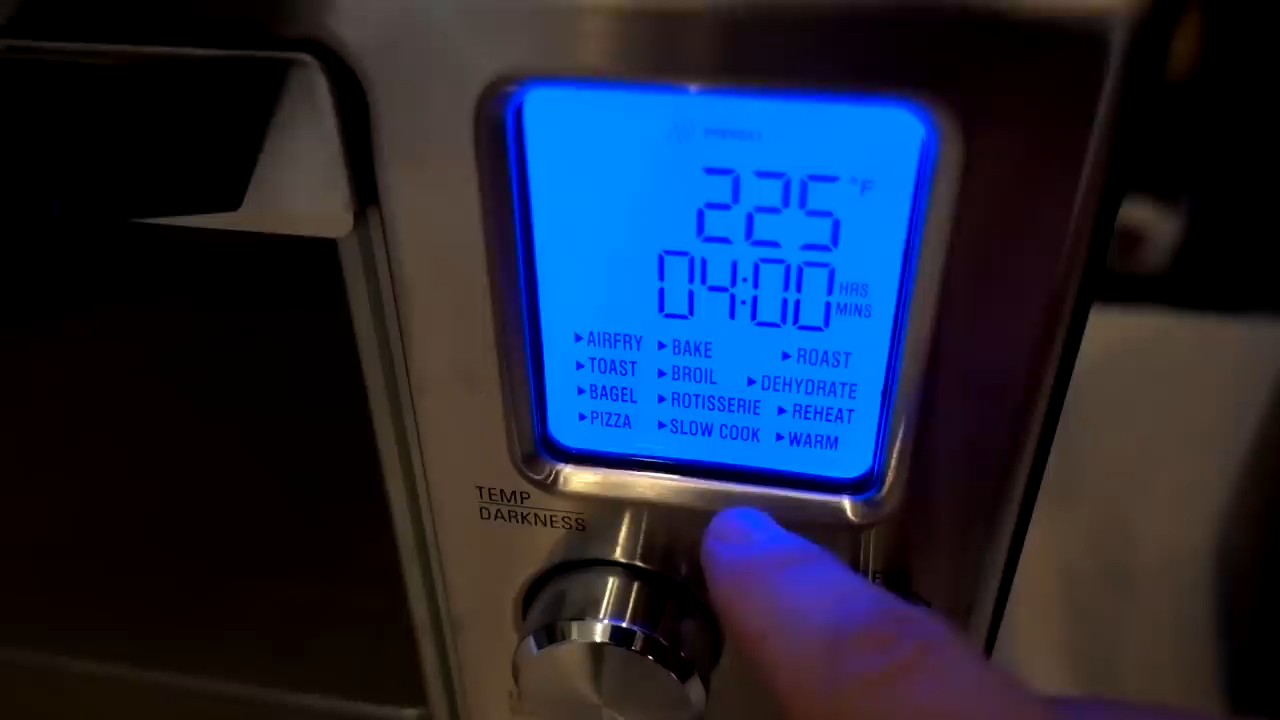 225 °F
04:00 HRS MINS
▶AIRFRY ▶BAKE ▶ROAST
▶TOAST ▶BROIL ▶DEHYDRATE
▶BAGEL ▶ROTISSERIE ▶REHEAT
▶PIZZA ▶SLOW COOK ▶WARM
TEMP
DARKNESS